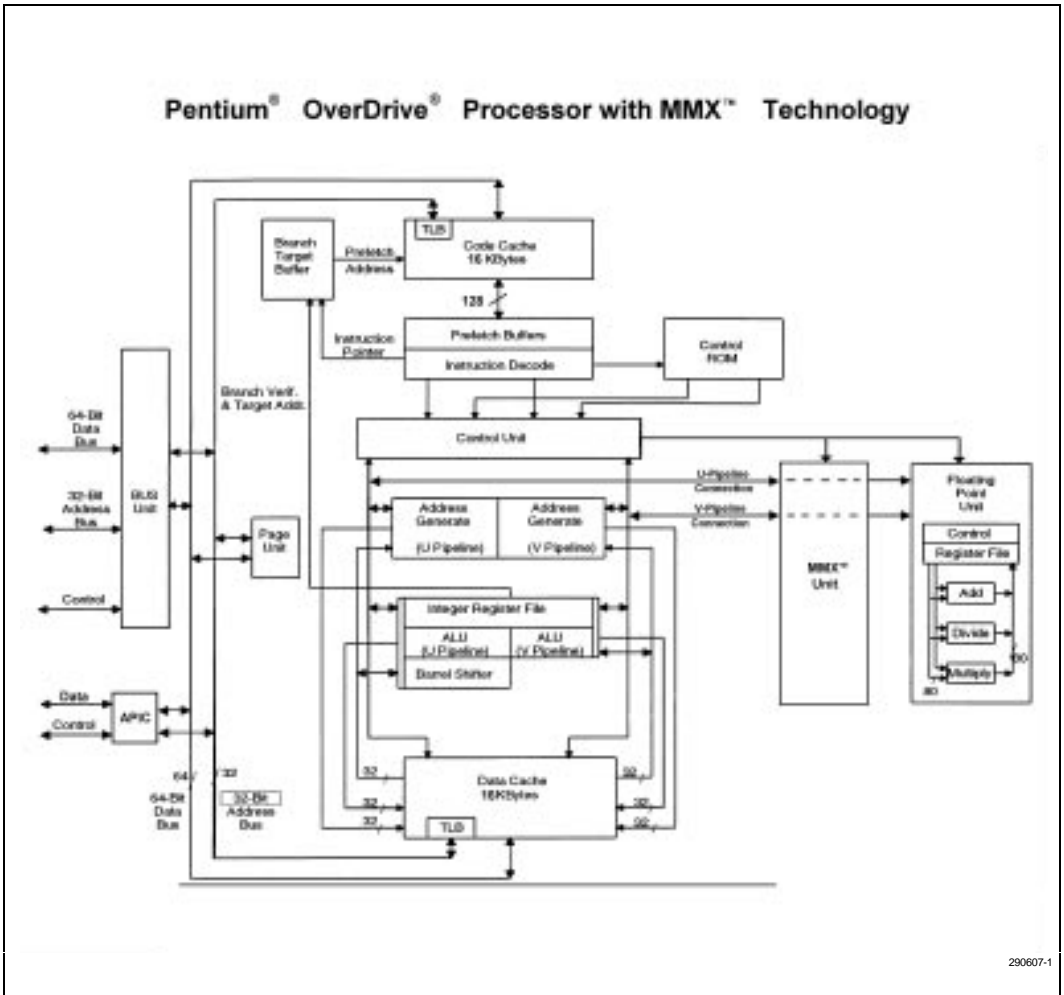 Pentium® OverDrive® Processor with MMX™ Technology
TLB
Code Cache
16 KBytes
Branch
Target
Buffer
Prefetch
Address
128
Prefetch Buffers
Instruction Decode
Instruction
Pointer
Control
ROM
Branch Verif.
& Target Addr.
Control Unit
64-Bit
Data
Bus
32-Bit
Address
Bus
Control
BUS
Unit
Page
Unit
U-Pipeline
Connection
V-Pipeline
Connection
Address
Generate
(U Pipeline)
Address
Generate
(V Pipeline)
MMX™
Unit
Floating
Point
Unit
Control
Register File
Add
Divide
Multiply
80
80
Integer Register File
ALU
(U Pipeline)
ALU
(V Pipeline)
Barrel Shifter
Data
Control
APIC
64
32
64-Bit
Data
Bus
32-Bit
Address
Bus
32
32
32
Data Cache
16KBytes
TLB
32
32
32
290607-1